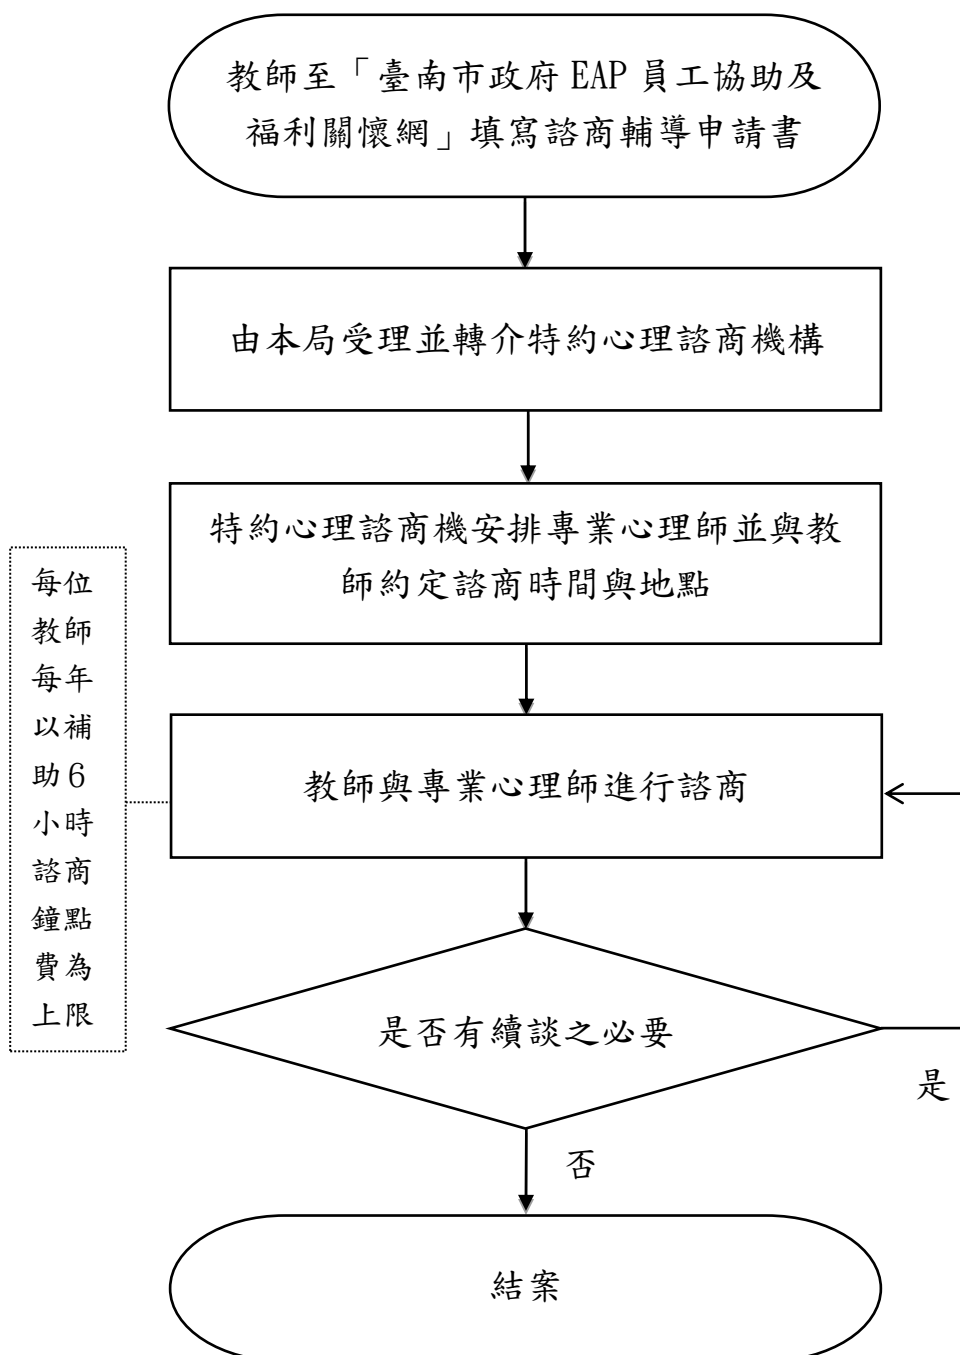 教師至「臺南市政府 EAP 員工協助及
福利關懷網」填寫諮商輔導申請書
由本局受理並轉介特約心理諮商機構
特約心理諮商機安排專業心理師並與教
師約定諮商時間與地點
每位
教師
每年
以補
助6
小時
諮商
鐘點
費為
上限
教師與專業心理師進行諮商
是否有續談之必要
是
否
結案